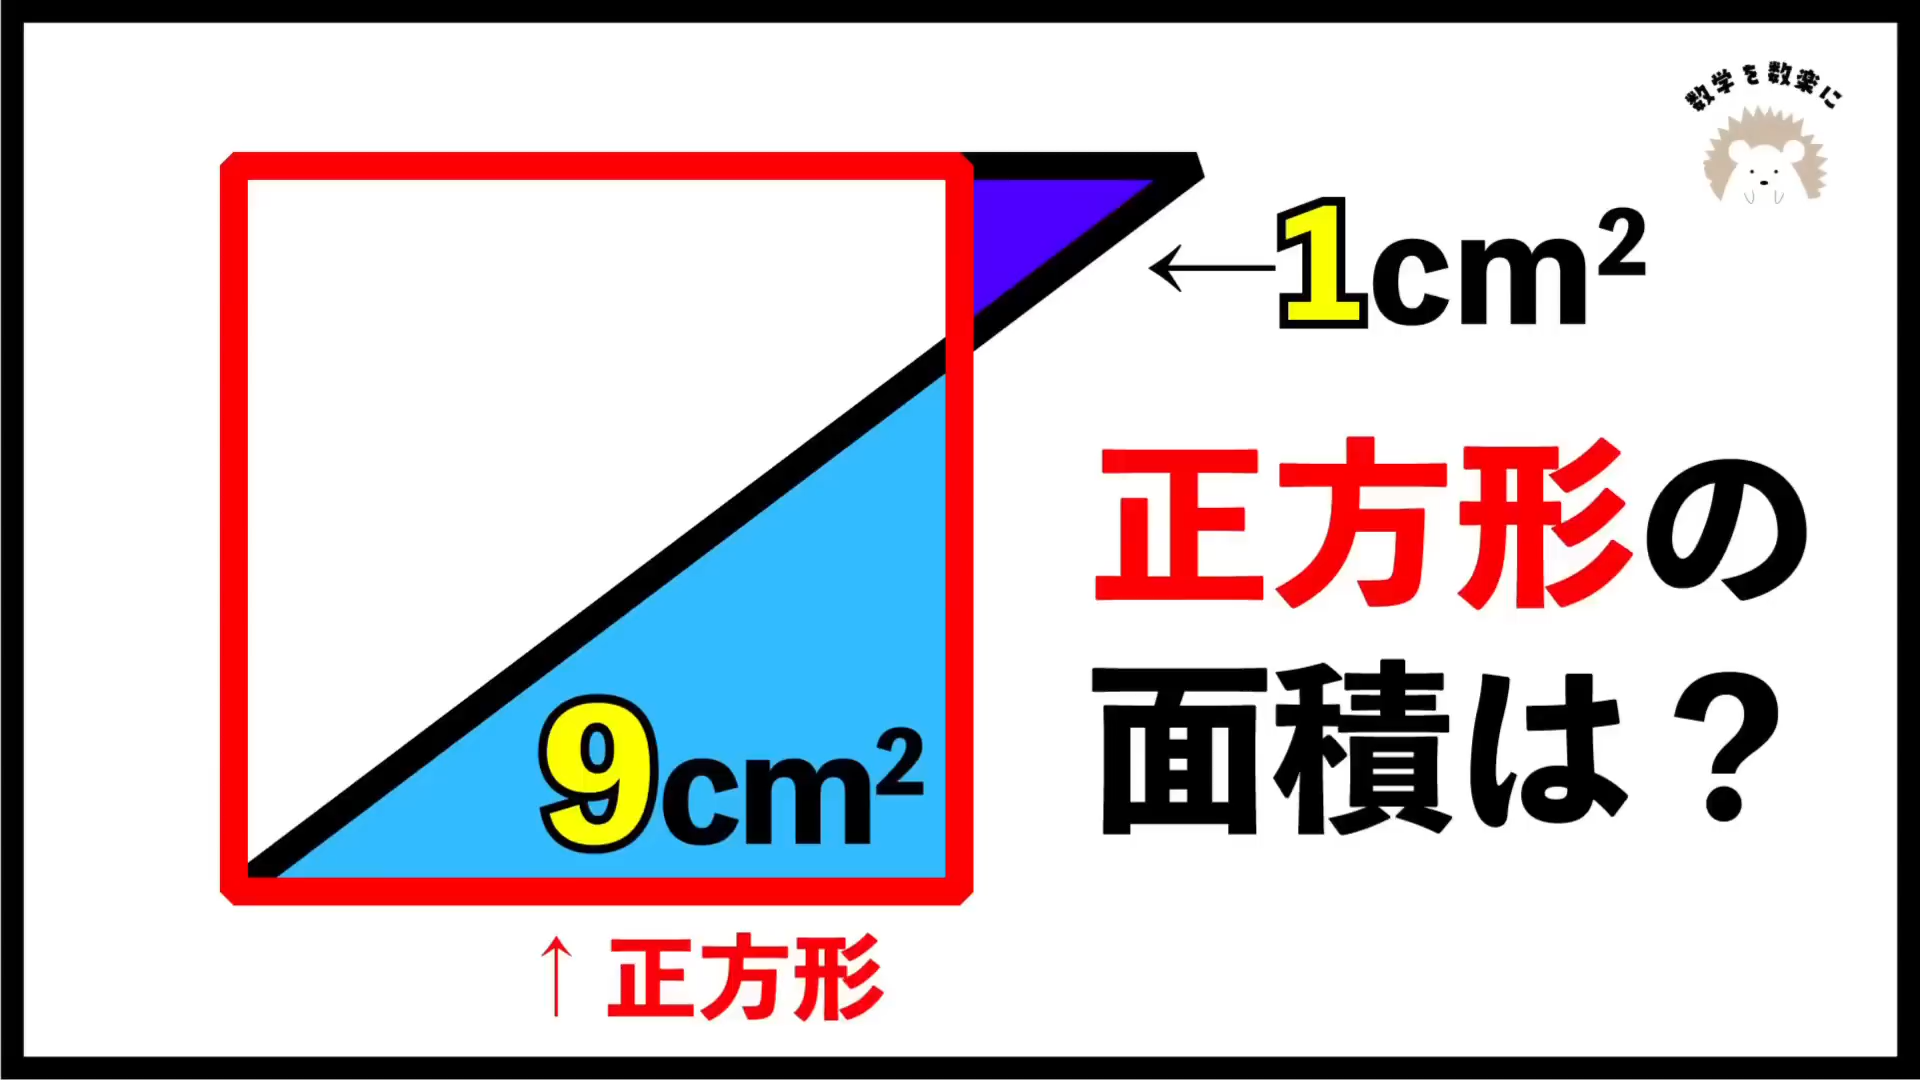 数学を数楽に
←1cm²
正方形の
面積は？
9cm²
↑正方形